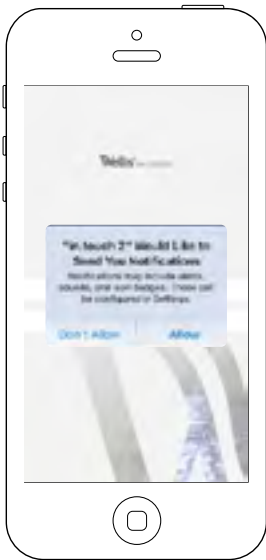 Wellis
"in.touch 2" Would Like to
Send You Notifications
Notifications may include alerts,
sounds, and icon badges. These can
be configured in Settings.
Don't Allow Allow